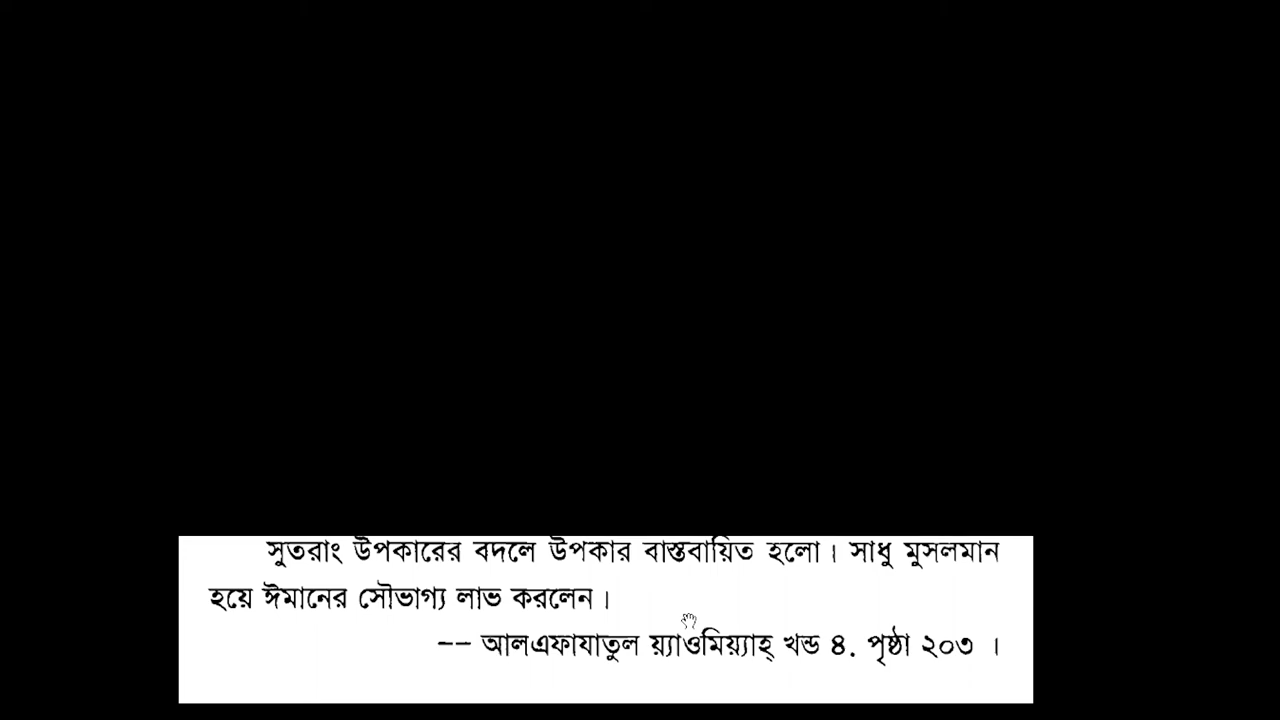 সুতরাং উপকারের বদলে উপকার বাস্তবায়িত হলো। সাধু মুসলমান
হয়ে ঈমানের সৌভাগ্য লাভ করলেন।
-- আলএফাযাতুল য়্যাওমিয়্যাহ্ খন্ড ৪. পৃষ্ঠা ২০৩ ।